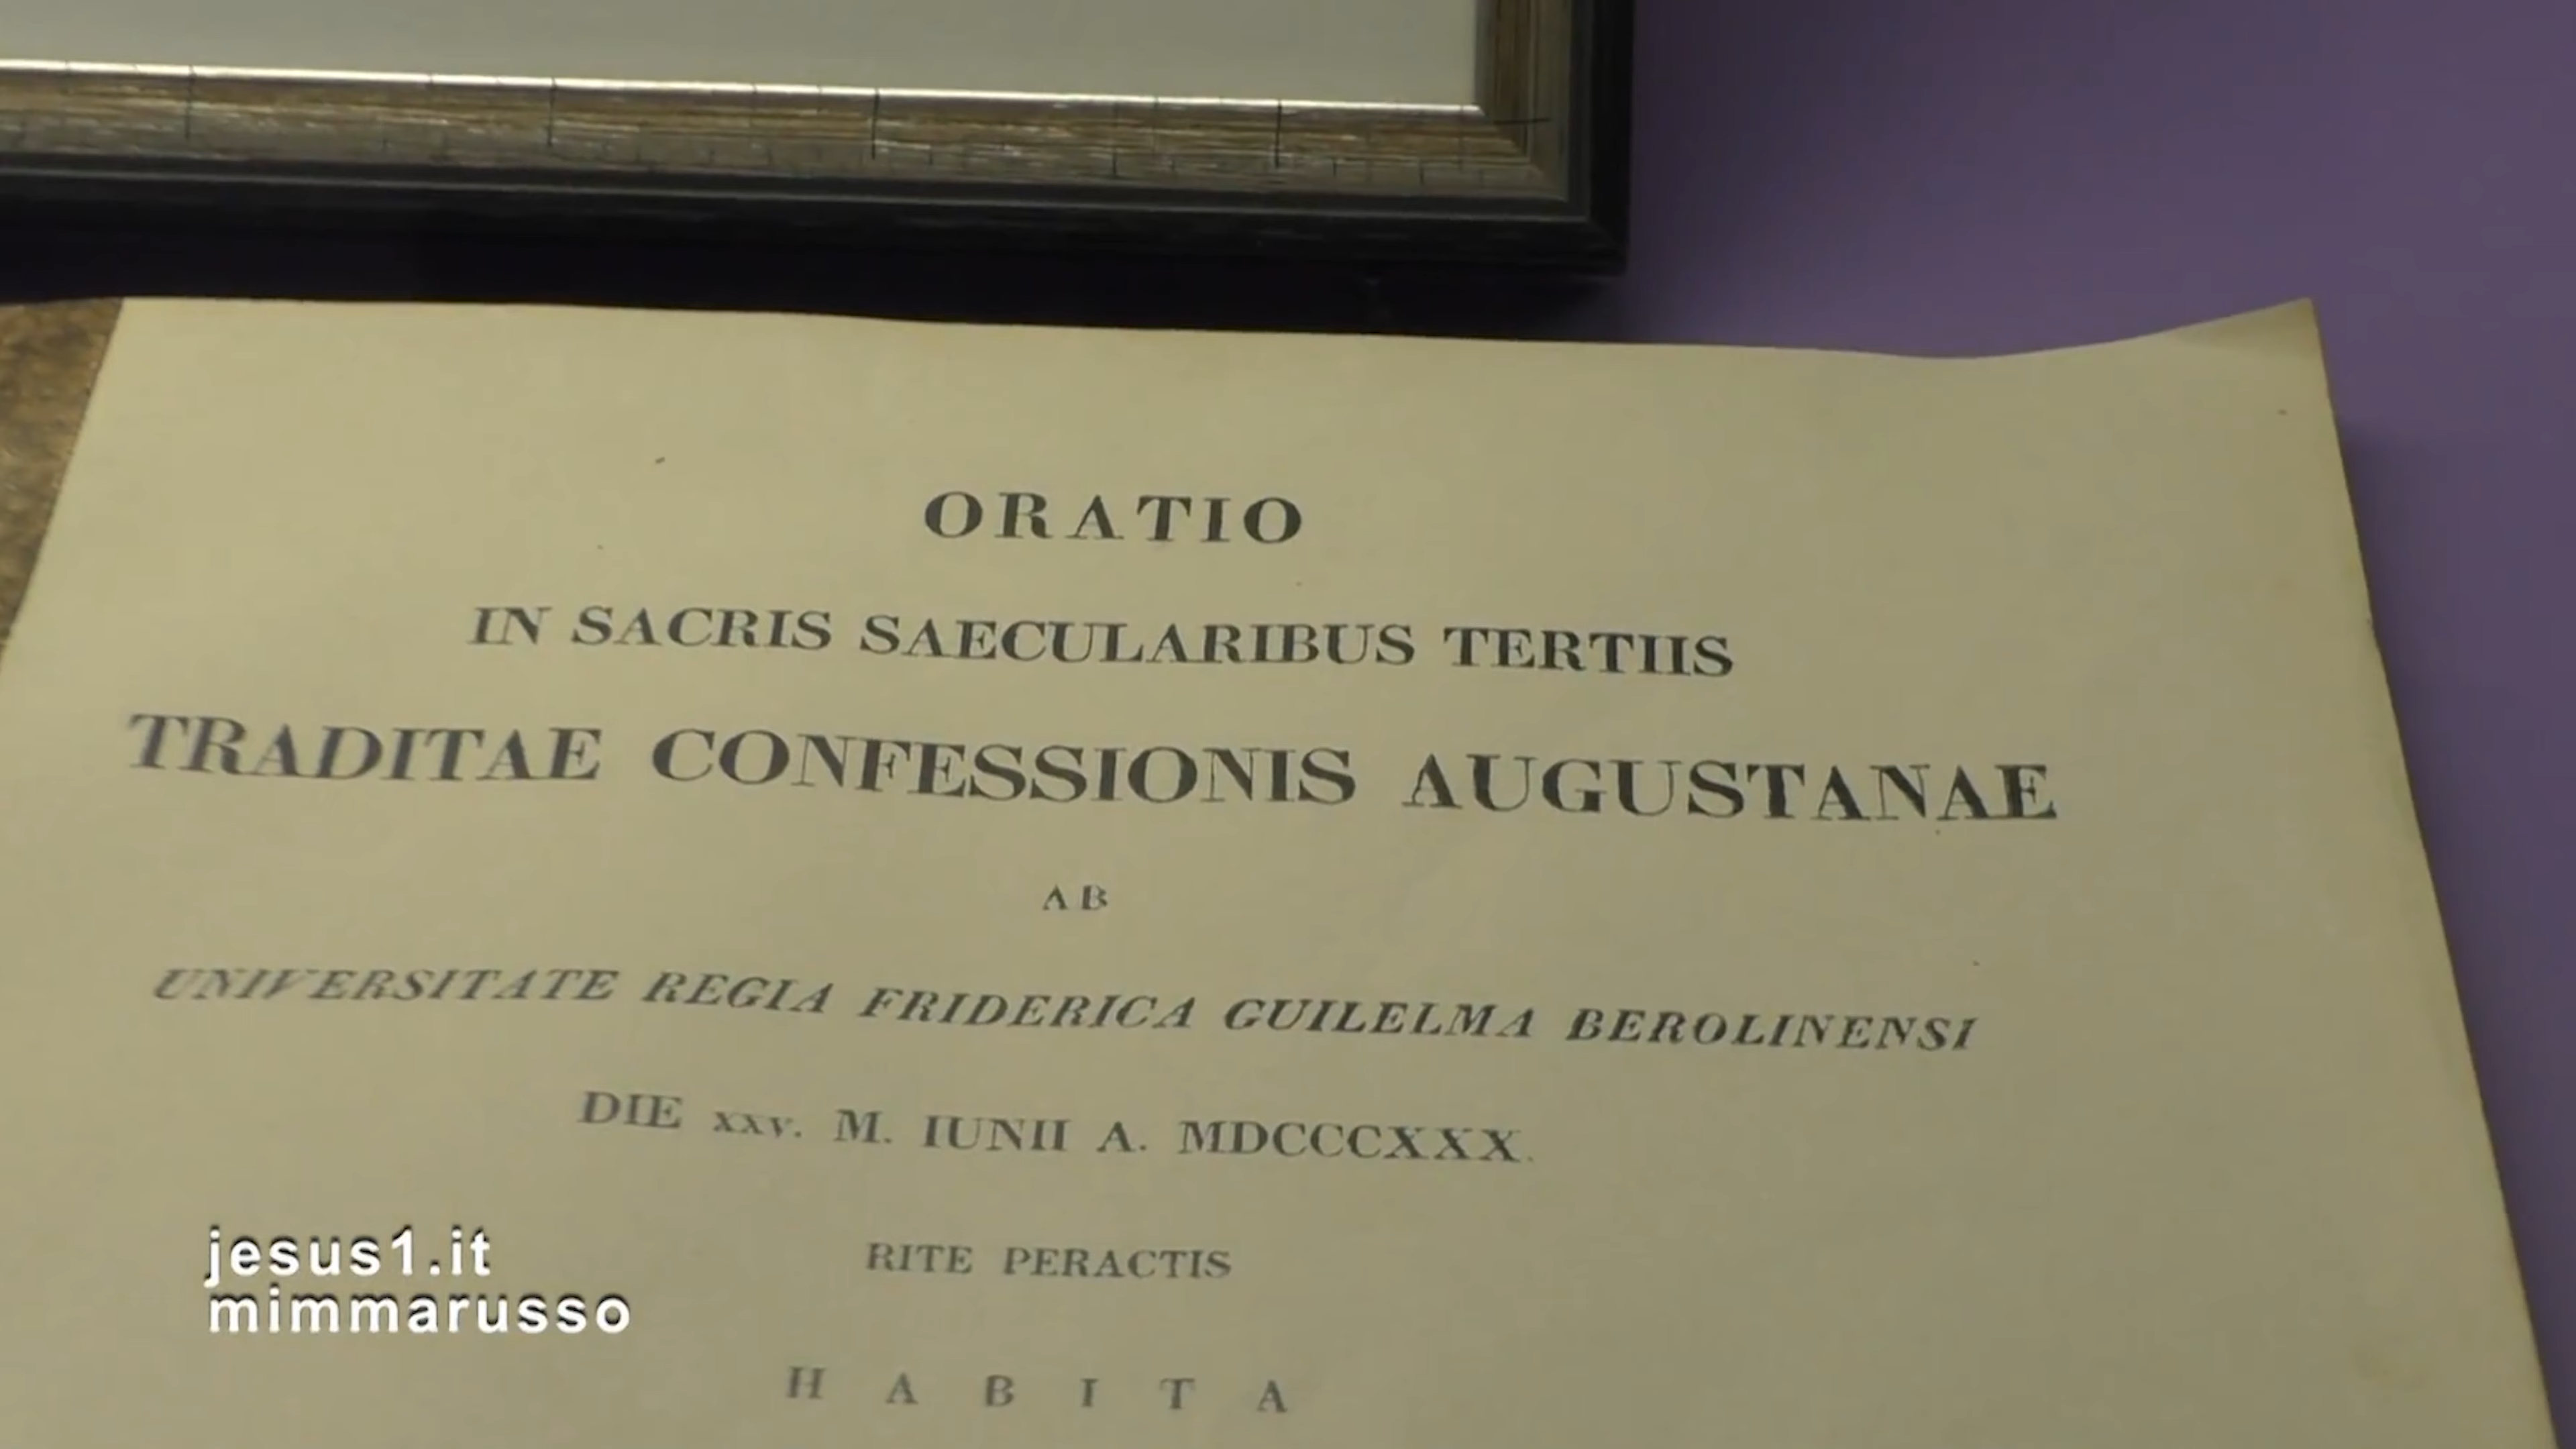 ORATIO
IN SACRIS SAECULARIBUS TERTIIS
TRADITAE CONFESSIONIS AUGUSTANAE
AB
UNIVERSITATE REGIA FRIDERICA GUILELMA BEROLINENSI
DIE XXV. M. IUNII A. MDCCCXXX.
RITE PERACTIS
HABITA
jesus1.it
mimmarusso